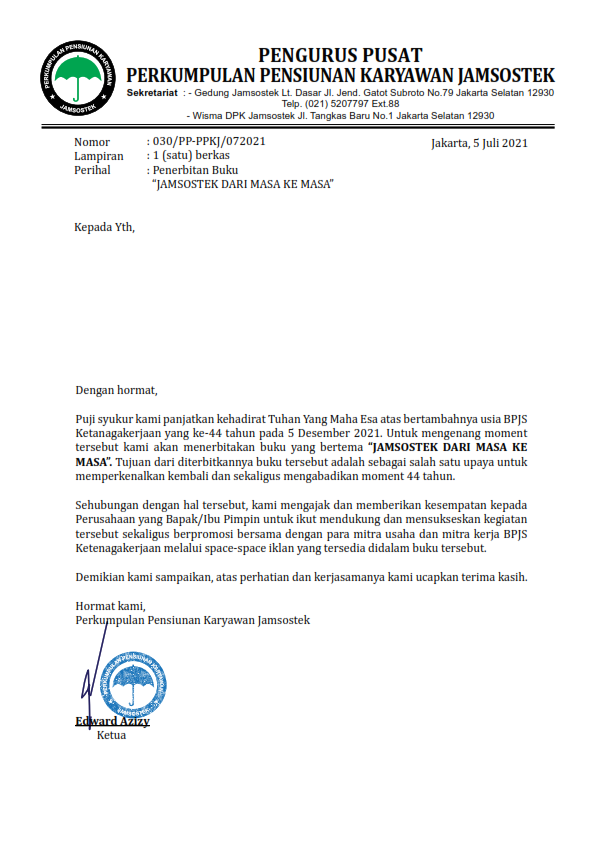 PERKUMPULAN PENSIUNAN KARYAWAN
JAMSOSTEK
PENGURUS PUSAT
PERKUMPULAN PENSIUNAN KARYAWAN JAMSOSTEK
Sekretariat : - Gedung Jamsostek Lt. Dasar Jl. Jend. Gatot Subroto No.79 Jakarta Selatan 12930
Telp. (021) 5207797 Ext.88
- Wisma DPK Jamsostek Jl. Tangkas Baru No.1 Jakarta Selatan 12930
Nomor : 030/PP-PPKJ/072021 Jakarta, 5 Juli 2021
Lampiran : 1 (satu) berkas
Perihal : Penerbitan Buku
“JAMSOSTEK DARI MASA KE MASA”
Kepada Yth,
Dengan hormat,
Puji syukur kami panjatkan kehadirat Tuhan Yang Maha Esa atas bertambahnya usia BPJS
Ketanagakerjaan yang ke-44 tahun pada 5 Desember 2021. Untuk mengenang moment
tersebut kami akan menerbitakan buku yang bertema “JAMSOSTEK DARI MASA KE
MASA”. Tujuan dari diterbitkannya buku tersebut adalah sebagai salah satu upaya untuk
memperkenalkan kembali dan sekaligus mengabadikan moment 44 tahun.
Sehubungan dengan hal tersebut, kami mengajak dan memberikan kesempatan kepada
Perusahaan yang Bapak/Ibu Pimpin untuk ikut mendukung dan mensukseskan kegiatan
tersebut sekaligus berpromosi bersama dengan para mitra usaha dan mitra kerja BPJS
Ketenagakerjaan melalui space-space iklan yang tersedia didalam buku tersebut.
Demikian kami sampaikan, atas perhatian dan kerjasamanya kami ucapkan terima kasih.
Hormat kami,
Perkumpulan Pensiunan Karyawan Jamsostek
PERKUMPULAN PENSIUNAN KARYAWAN
JAMSOSTEK
Edward Azizy
Ketua